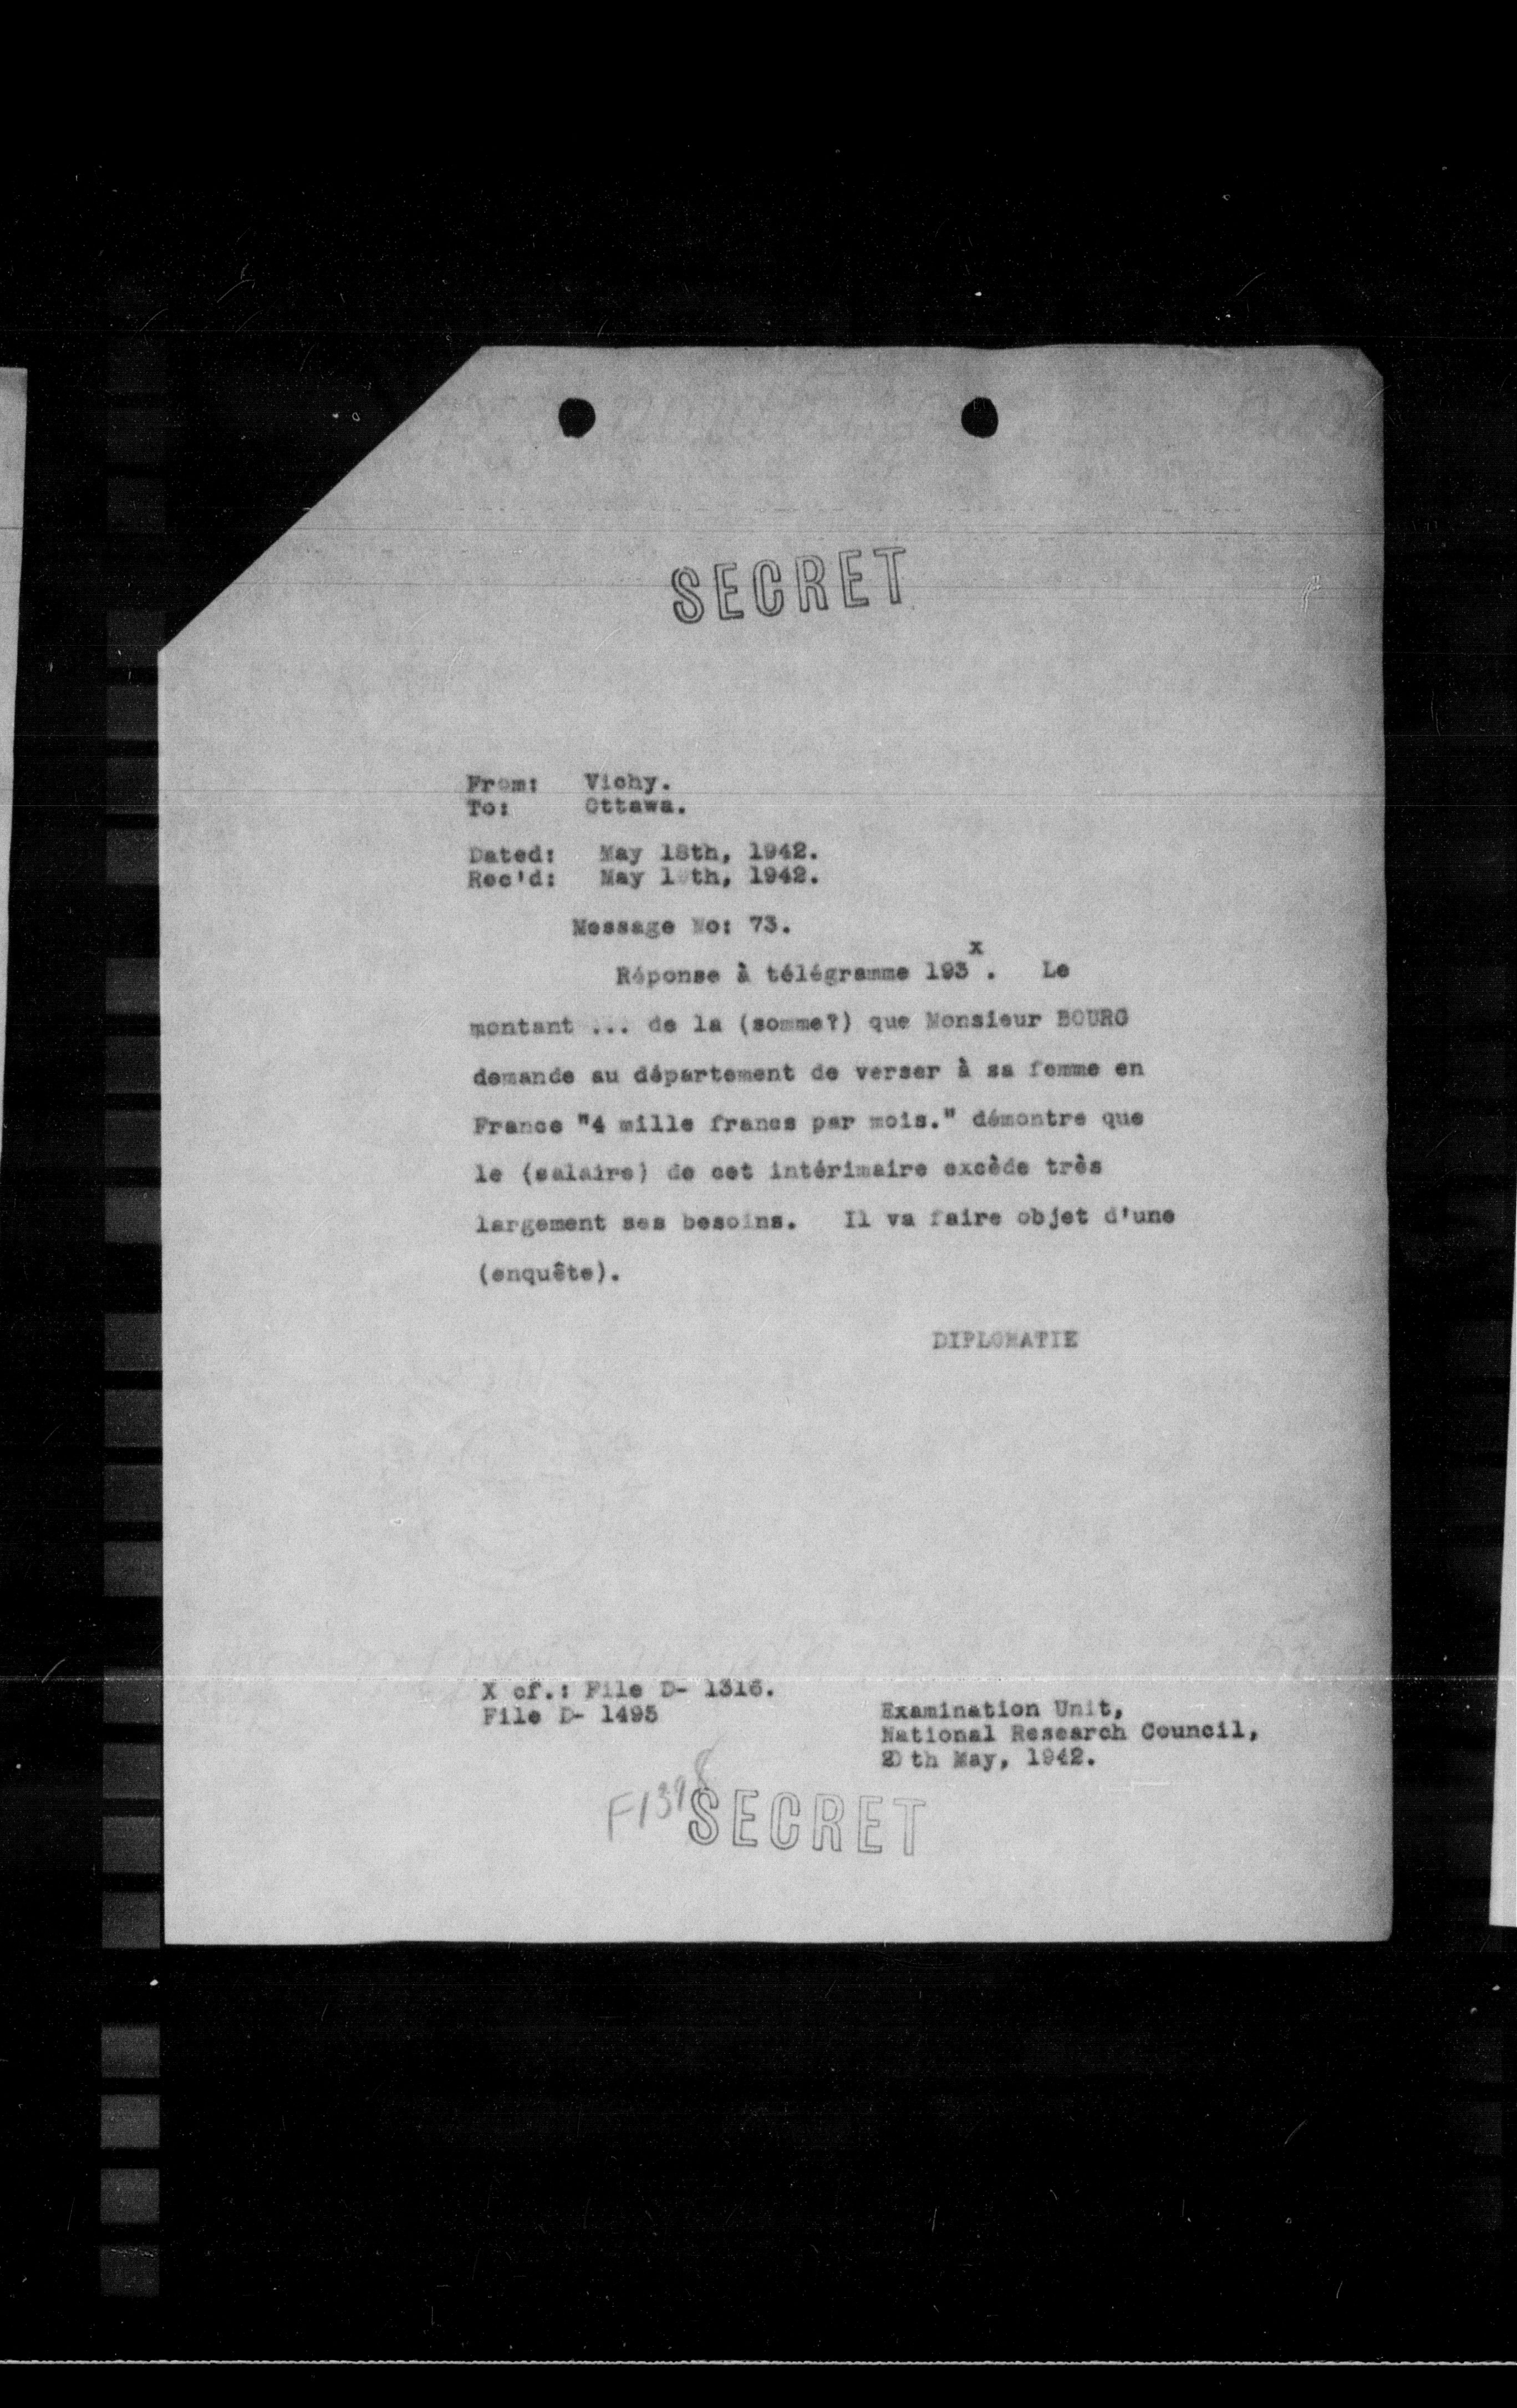 SECRET
From: Vichy.
To: Ottawa.
Dated: May 18th, 1942.
Rec'd: May th, 1942.
Message No: 73.
Réponse à télégramme 193 x. Le
montant ... de la (somme?) que Monsieur BOURG
demande au département de verser à sa femme en
France "4 mille francs par mois." démontre que
le (salaire) de cet intérimaire excède très
largement ses besoins. Il va faire objet d'une
(enquête).
DIPLOMATIE
X cf.: File D- 1316.
File D- 1495
Examination Unit,
National Research Council,
20th May, 1942.
F1398
SECRET